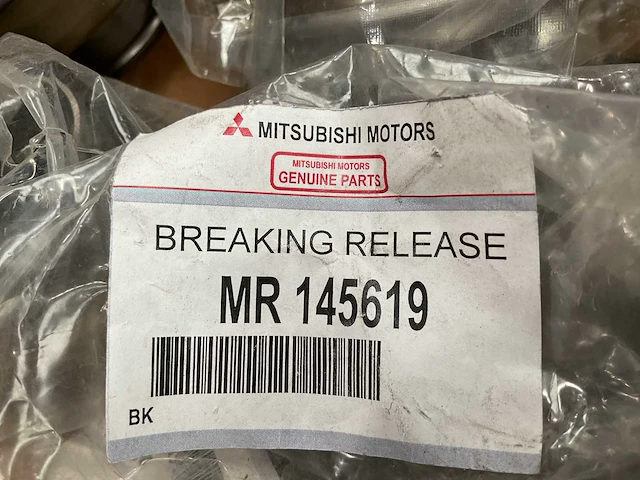 MITSUBISHI MOTORS
MITSUBISHI MOTORS
GENUINE PARTS
BREAKING RELEASE
MR 145619
BK